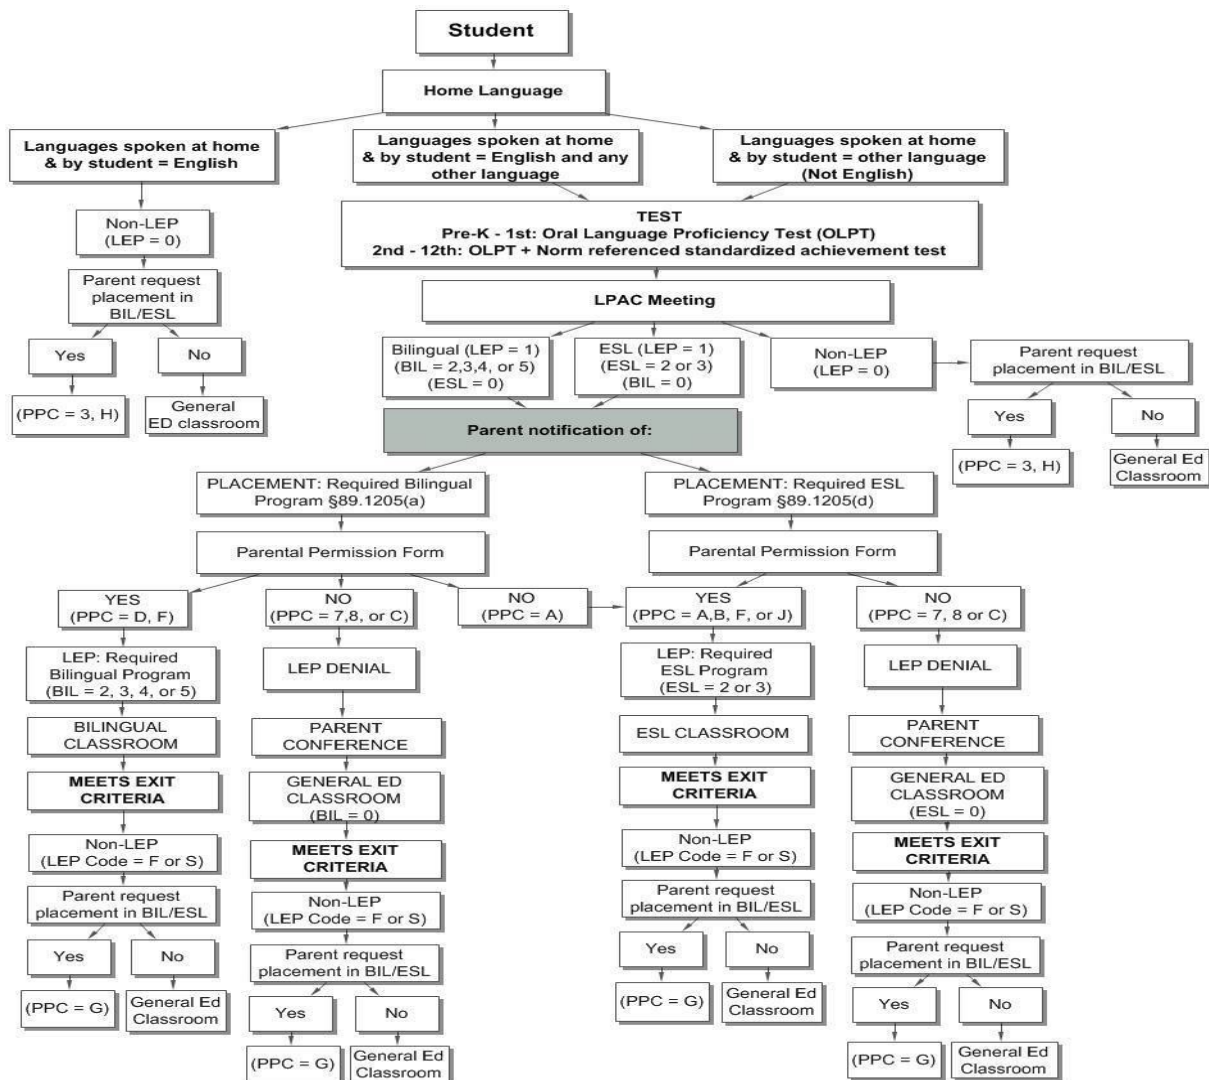 Student
Home Language
Languages spoken at home
& by student = English
Languages spoken at home
& by student = English and any
other language
Languages spoken at home
& by student = other language
(Not English)
Non-LEP
(LEP = 0)
TEST
Pre-K - 1st: Oral Language Proficiency Test (OLPT)
2nd - 12th: OLPT + Norm referenced standardized achievement test
Parent request
placement in
BIL/ESL
LPAC Meeting
Yes
No
Bilingual (LEP = 1)
(BIL = 2,3,4, or 5)
(ESL = 0)
ESL (LEP = 1)
(ESL = 2 or 3)
(BIL = 0)
Non-LEP
(LEP = 0)
Parent request
placement in BIL/ESL
(PPC = 3, H)
General
ED classroom
Yes
No
Parent notification of:
(PPC = 3, H)
General Ed
Classroom
PLACEMENT: Required Bilingual
Program §89.1205(a)
PLACEMENT: Required ESL
Program §89.1205(d)
Parental Permission Form
Parental Permission Form
YES
(PPC = D, F)
NO
(PPC = 7,8, or C)
NO
(PPC = A)
YES
(PPC = A,B, F, or J)
NO
(PPC = 7, 8 or C)
LEP: Required
Bilingual Program
(BIL = 2, 3, 4, or 5)
LEP DENIAL
LEP: Required
ESL Program
(ESL = 2 or 3)
LEP DENIAL
BILINGUAL
CLASSROOM
PARENT
CONFERENCE
ESL CLASSROOM
PARENT
CONFERENCE
MEETS EXIT
CRITERIA
GENERAL ED
CLASSROOM
(BIL = 0)
MEETS EXIT
CRITERIA
GENERAL ED
CLASSROOM
(ESL = 0)
Non-LEP
(LEP Code = F or S)
MEETS EXIT
CRITERIA
Non-LEP
(LEP Code = F or S)
MEETS EXIT
CRITERIA
Parent request
placement in BIL/ESL
Non-LEP
(LEP Code = F or S)
Parent request
placement in BIL/ESL
Non-LEP
(LEP Code = F or S)
Yes
No
Parent request
placement in BIL/ESL
Yes
No
Parent request
placement in BIL/ESL
(PPC = G)
General Ed
Classroom
Yes
No
(PPC = G)
General Ed
Classroom
Yes
No
(PPC = G)
General Ed
Classroom
(PPC = G)
General Ed
Classroom